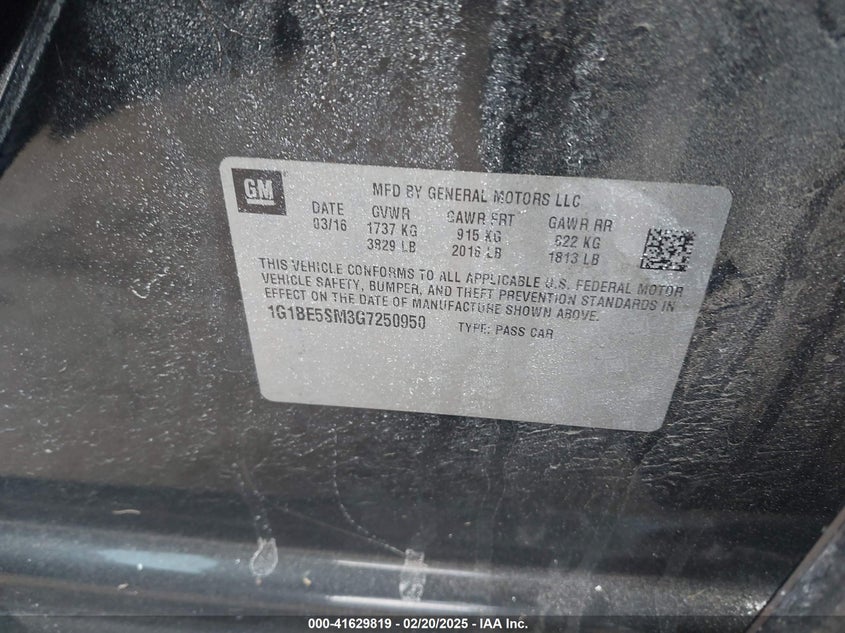 GM
MFD BY GENERAL MOTORS LLC
DATE GVWR GAWR FRT GAWR RR
03/16 1737 KG 915 KG 822 KG
3829 LB 2016 LB 1813 LB
THIS VEHICLE CONFORMS TO ALL APPLICABLE U.S. FEDERAL MOTOR
VEHICLE SAFETY, BUMPER, AND THEFT PREVENTION STANDARDS IN
EFFECT ON THE DATE OF MANUFACTURE SHOWN ABOVE.
1G1BE5SM3G7250950 TYPE: PASS CAR
000-41629819 - 02/20/2025 - IAA Inc.